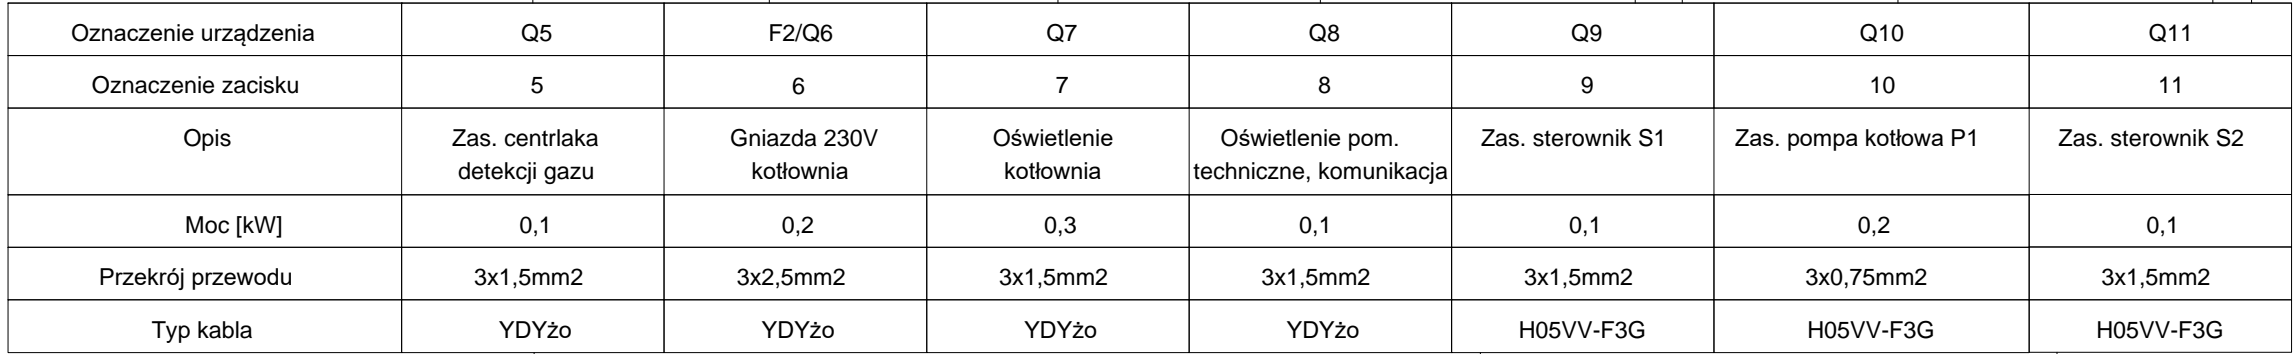 Oznaczenie urządzenia Q5 F2/Q6 Q7 Q8 Q9 Q10 Q11
Oznaczenie zacisku 5 6 7 8 9 10 11
Opis Zas. centrlaka Gniazda 230V Oświetlenie Oświetlenie pom. Zas. sterownik S1 Zas. pompa kotłowa P1 Zas. sterownik S2
detekcji gazu kotłownia kotłownia techniczne, komunikacja
Moc [kW] 0,1 0,2 0,3 0,1 0,1 0,2 0,1
Przekrój przewodu 3x1,5mm2 3x2,5mm2 3x1,5mm2 3x1,5mm2 3x1,5mm2 3x0,75mm2 3x1,5mm2
Typ kabla YDYżo YDYżo YDYżo YDYżo H05VV-F3G H05VV-F3G H05VV-F3G